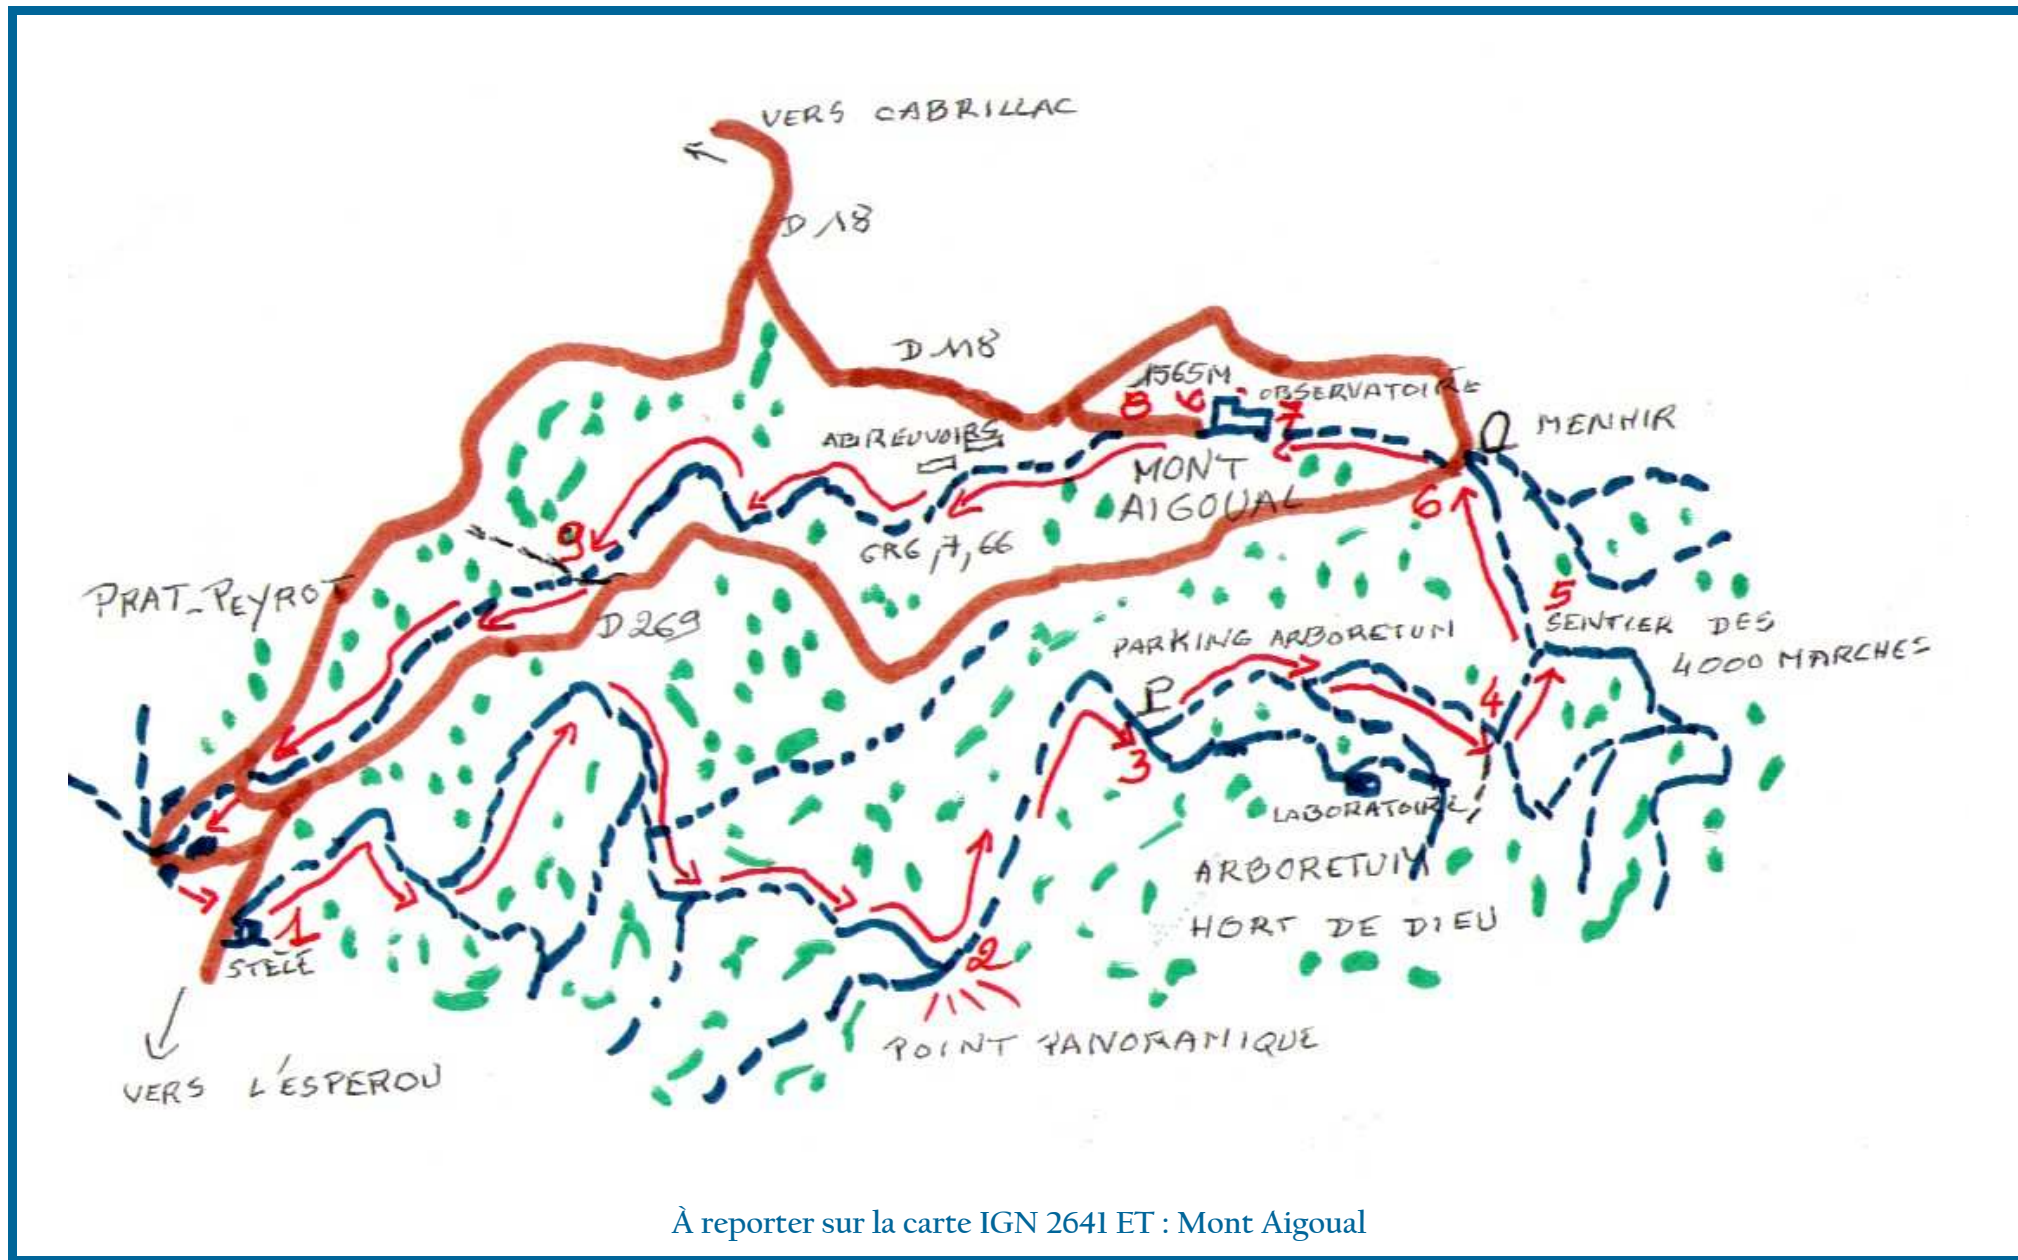 VERS CABRILLAC
D 18
D 118
1565M
OBSERVATOIRE
8
7
MENHIR
ABREUVOIRS
MONT
AIGOUAL
6
GR6, 7, 66
9
PRAT-PEYROT
D 269
5
SENTIER DES
4000 MARCHES
PARKING ARBORETUM
P
4
3
LABORATOIRE
ARBORETUM
HORT DE DIEU
1
STELE
2
POINT PANORAMIQUE
VERS L'ESPEROU
À reporter sur la carte IGN 2641 ET : Mont Aigoual